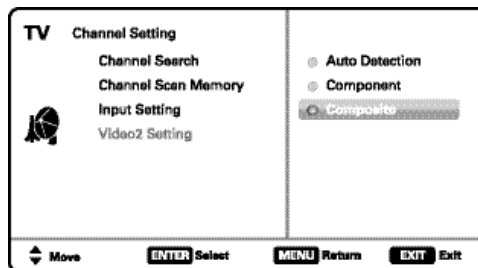 TV Channel Setting
Channel Search
Channel Scan Memory
Input Setting
Video2 Setting
Auto Detection
Component
Composite
Move ENTER Select MENU Return EXIT Exit